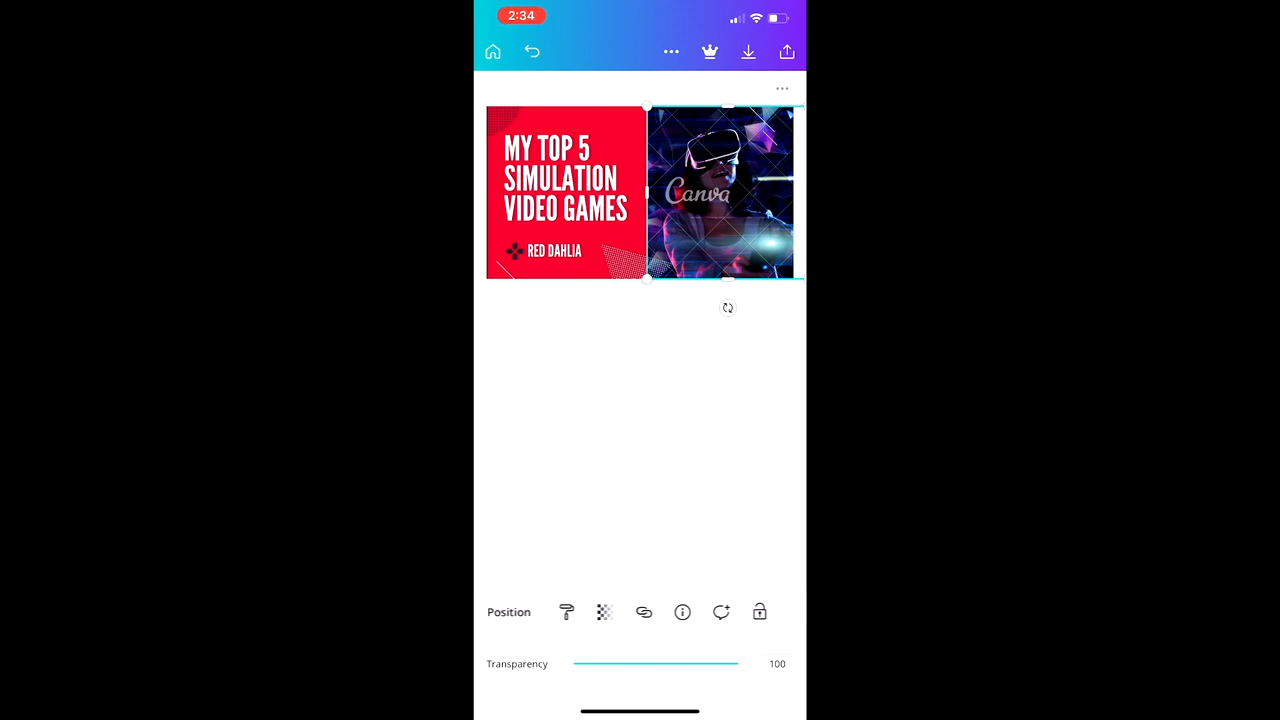 2:34
MY TOP 5
SIMULATION
VIDEO GAMES
RED DAHLIA
Canva
Position
Transparency 100